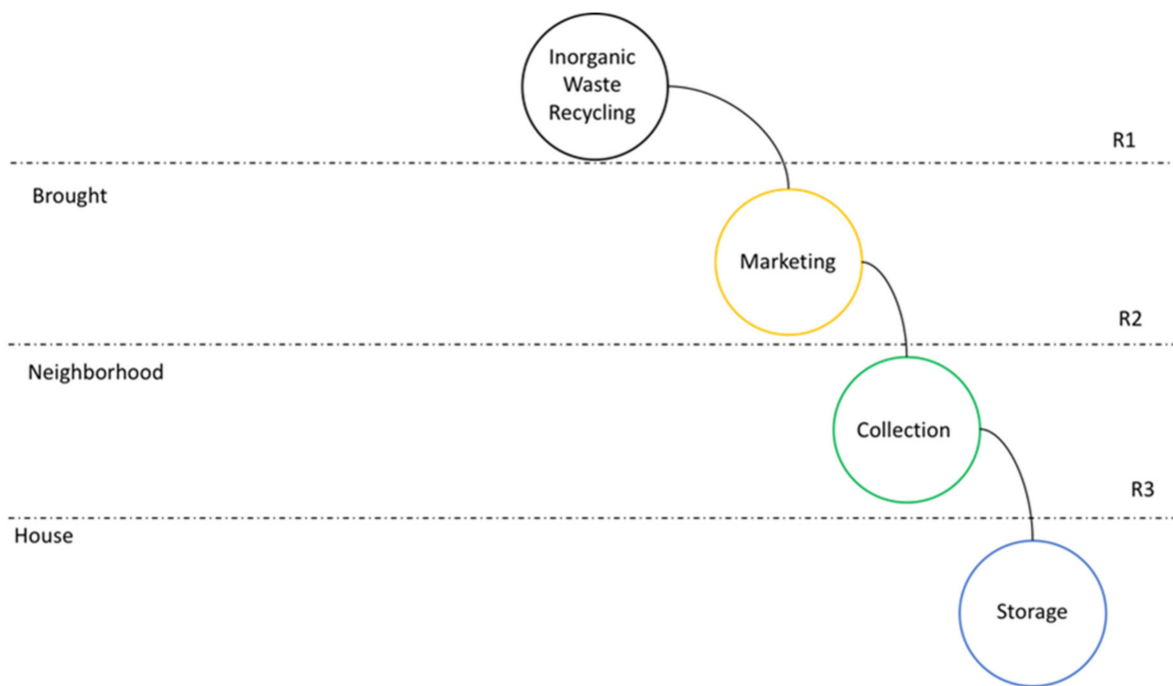 Inorganic
Waste
Recycling
R1
Brought
Marketing
R2
Neighborhood
Collection
R3
House
Storage